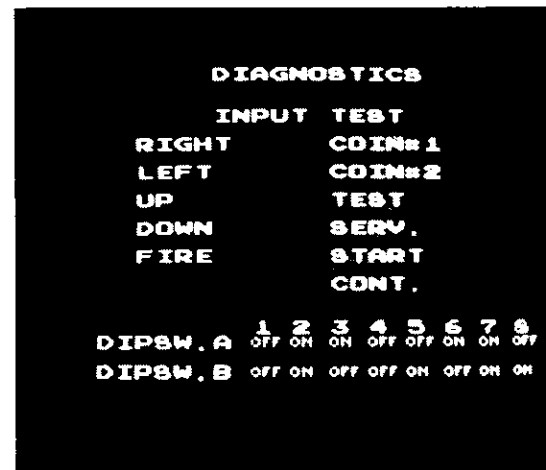 DIAGNOSTICS
INPUT TEST
RIGHT COIN#1
LEFT COIN#2
UP TEST
DOWN SERV.
FIRE START
CONT.
1 2 3 4 5 6 7 8
DIPSW.A OFF ON ON OFF OFF ON ON OFF
DIPSW.B OFF ON OFF OFF ON OFF ON ON